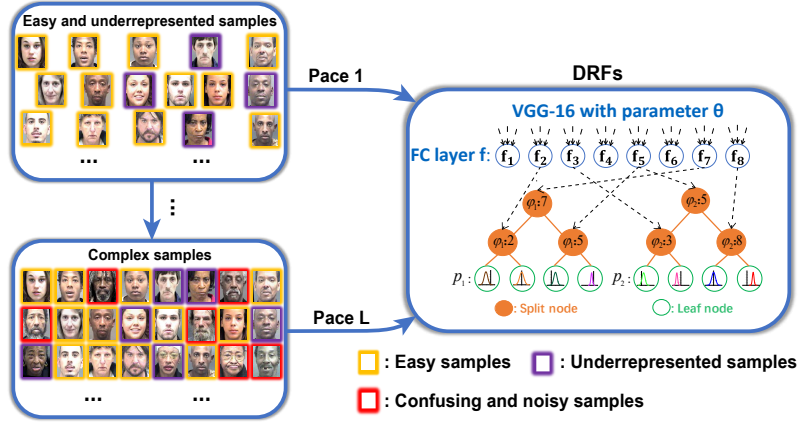 Easy and underrepresented samples
...
...
Pace 1
...
Complex samples
...
...
Pace L
DRFs
VGG-16 with parameter θ
FC layer f: f1 f2 f3 f4 f5 f6 f7 f8
φ1:7 φ2:5
φ1:2 φ1:5 φ2:3 φ2:8
p1: p2:
: Split node : Leaf node
: Easy samples : Underrepresented samples
: Confusing and noisy samples